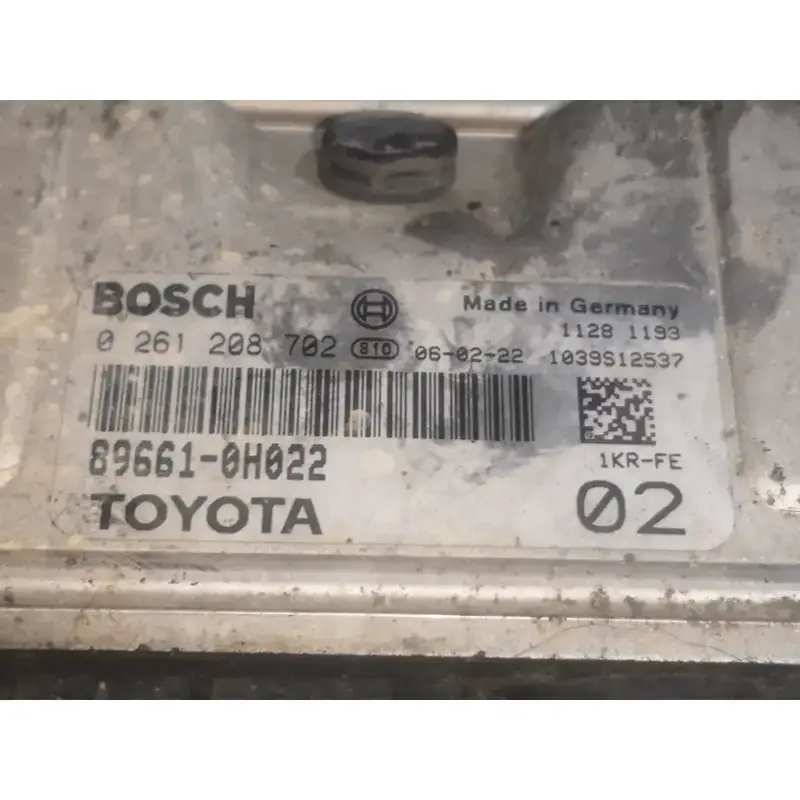 BOSCH Made in Germany
1128 1193
0 261 208 702 810 06-02-22 1039S12537
89661-0H022 1KR-FE
TOYOTA 02